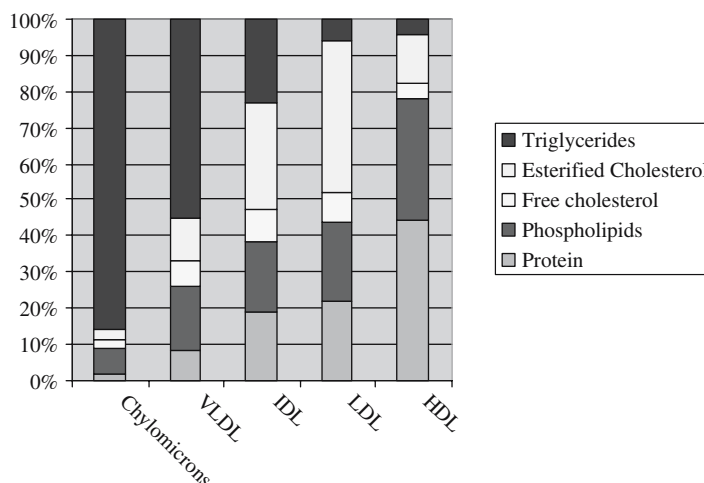 100%
90%
80%
70%
60%
50%
40%
30%
20%
10%
0%
Chylomicrons
VLDL
IDL
LDL
HDL
Triglycerides
Esterified Cholesterol
Free cholesterol
Phospholipids
Protein